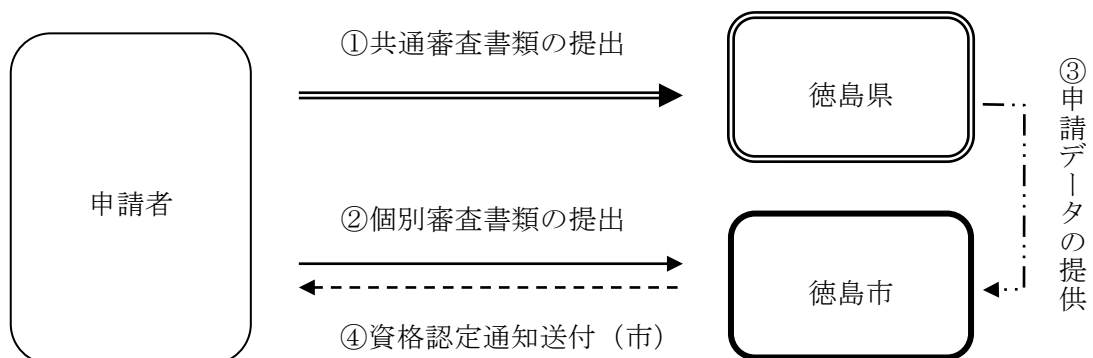 ①共通審査書類の提出
徳島県
③申請データの提供
申請者
②個別審査書類の提出
徳島市
④資格認定通知送付（市）